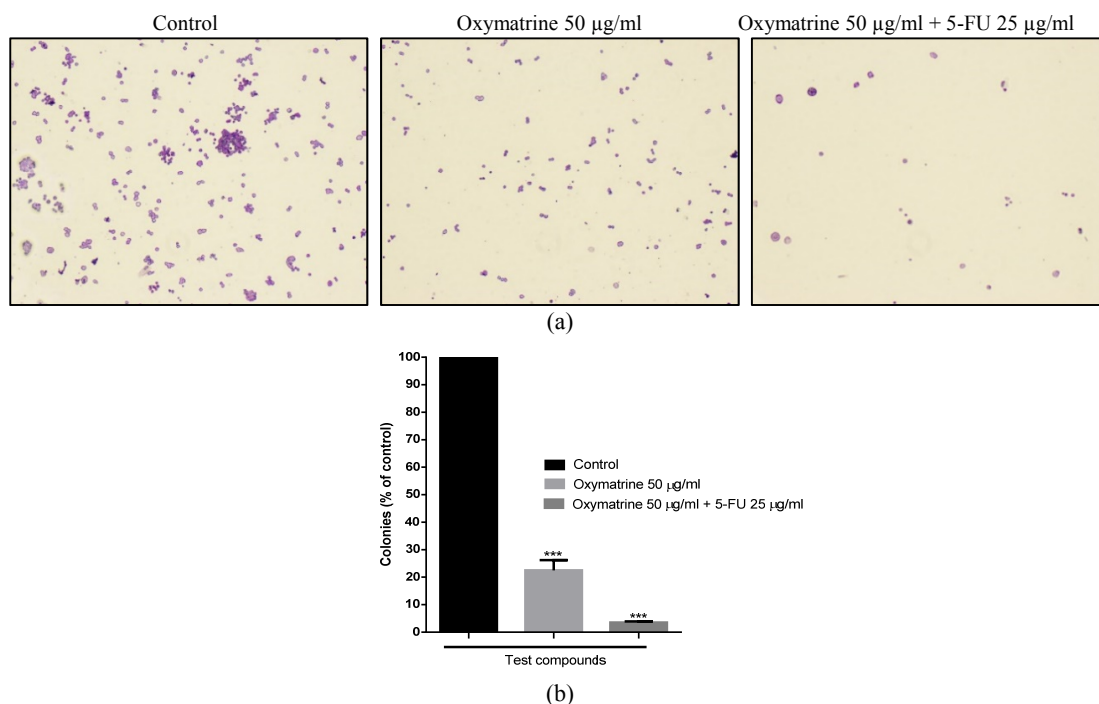 Control
Oxymatrine 50 µg/ml
Oxymatrine 50 µg/ml + 5-FU 25 µg/ml
(a)
100
90
80
70
60
50
40
30
20
10
0
Colonies (% of control)
Control
Oxymatrine 50 µg/ml
Oxymatrine 50 µg/ml + 5-FU 25 µg/ml
***
***
Test compounds
(b)